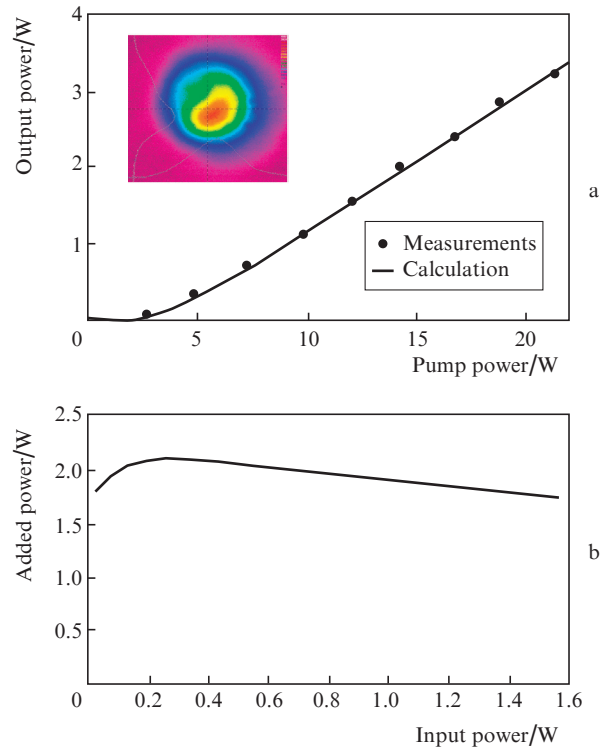 Output power/W
4
3
2
1
0
5
10
15
20
Pump power/W
Measurements
Calculation
a
Added power/W
2.5
2.0
1.5
1.0
0.5
0
0.2
0.4
0.6
0.8
1.0
1.2
1.4
1.6
Input power/W
b